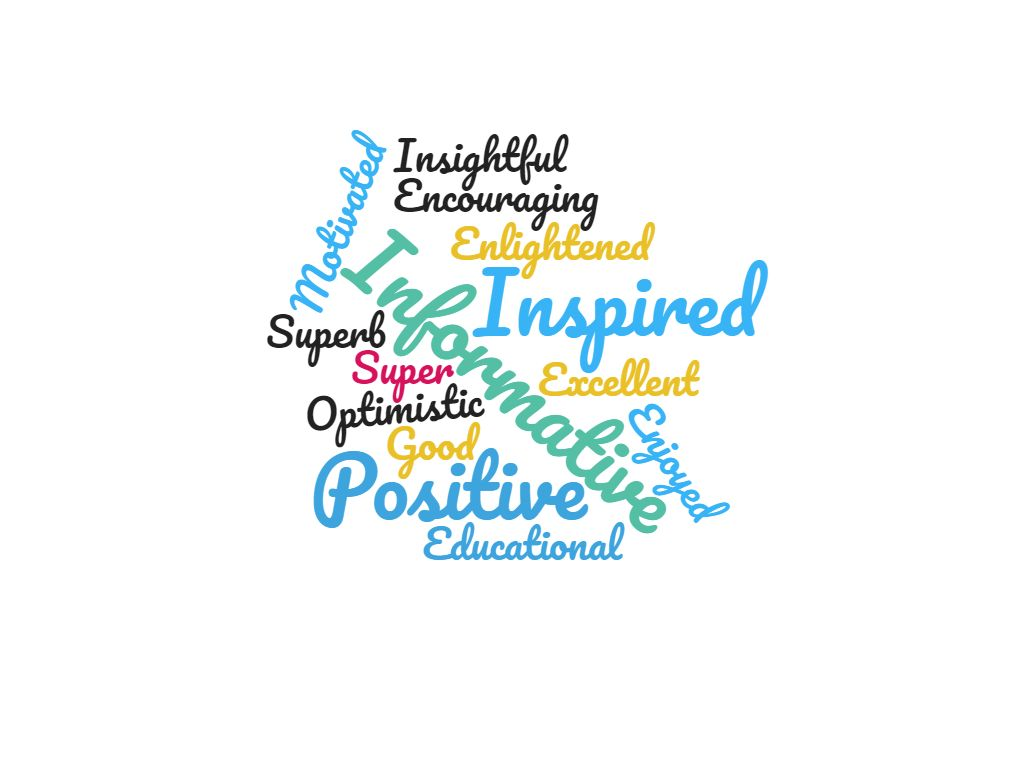 Motivated
Insightful
Encouraging
Enlightened
Informative
Inspired
Superb
Super
Excellent
Optimistic
Enjoyed
Good
Positive
Educational